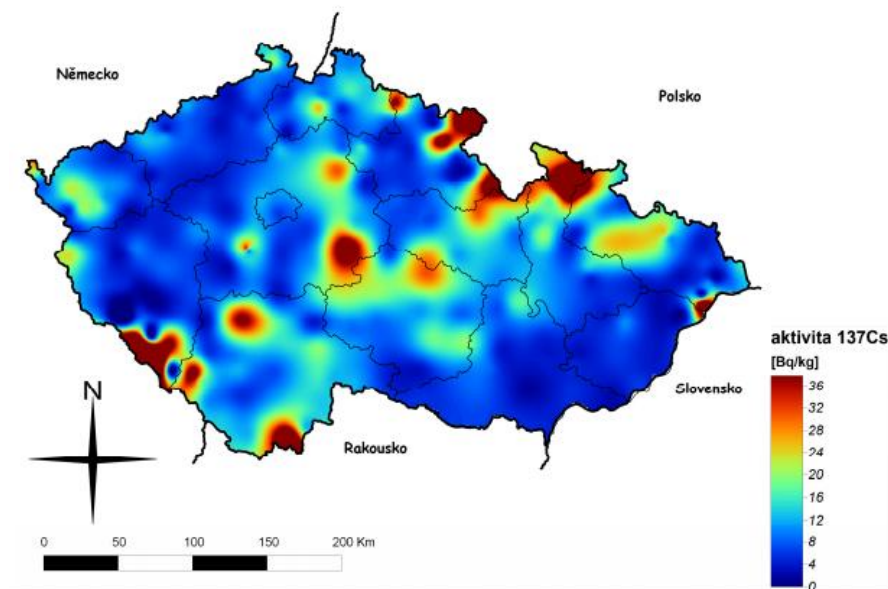 Německo
Polsko
aktivita 137Cs
[Bq/kg]
36
32
28
24
20
16
12
8
4
0
Slovensko
N
Rakousko
0 50 100 150 200 Km